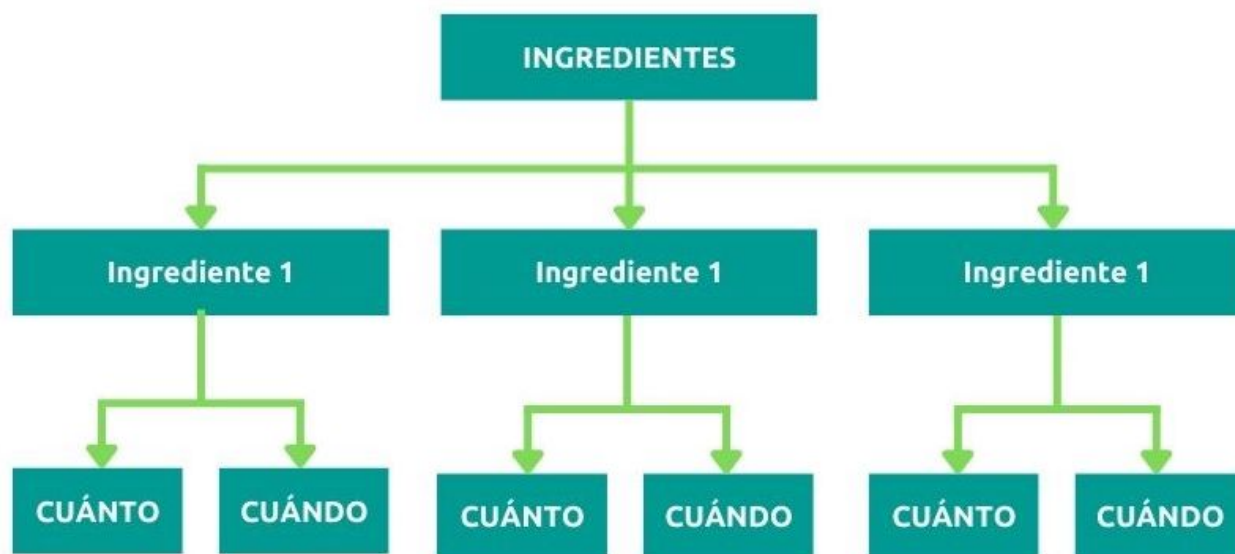 INGREDIENTES
Ingrediente 1
Ingrediente 1
Ingrediente 1
CUÁNTO
CUÁNDO
CUÁNTO
CUÁNDO
CUÁNTO
CUÁNDO